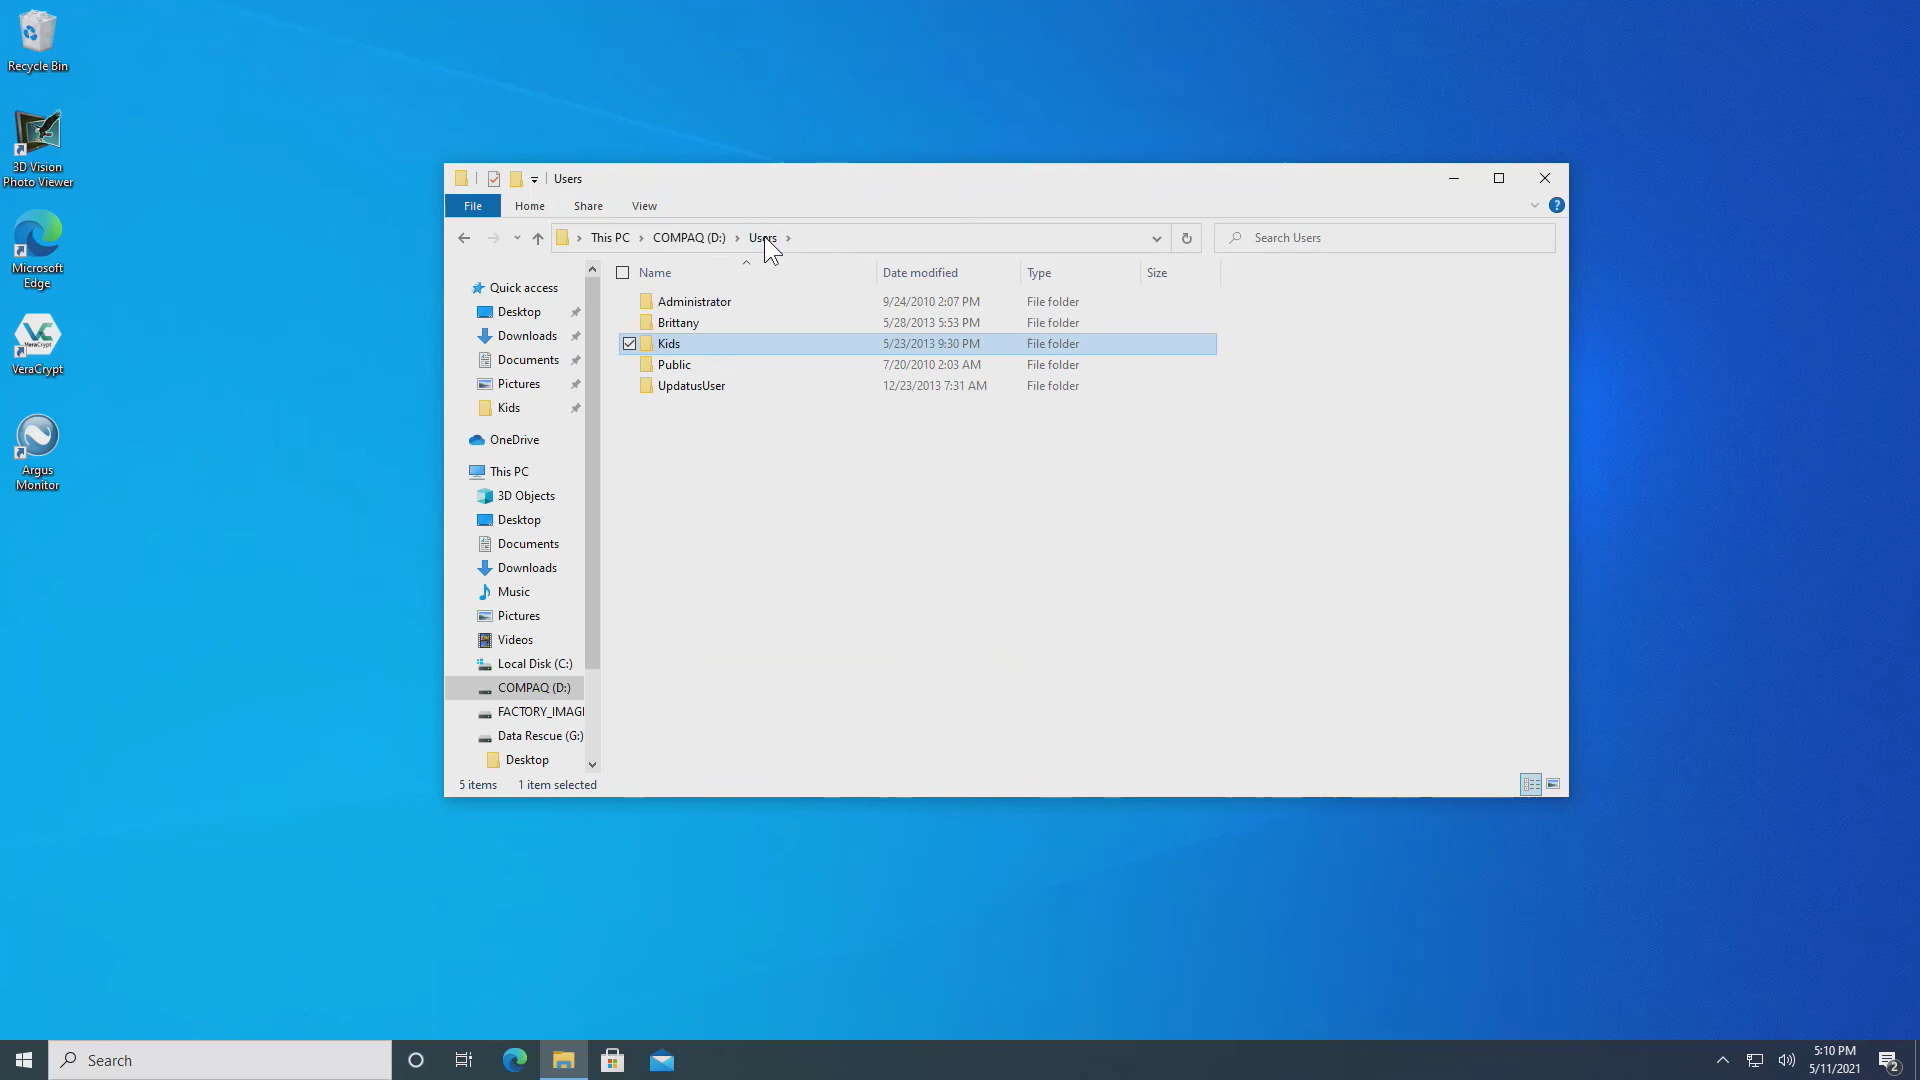 Recycle Bin
3D Vision
Photo Viewer
Microsoft
Edge
VeraCrypt
VeraCrypt
Argus
Monitor
Users
File Home Share View
This PC > COMPAQ (D:) > Users >
Search Users
Quick access
Desktop
Downloads
Documents
Pictures
Kids
OneDrive
This PC
3D Objects
Desktop
Documents
Downloads
Music
Pictures
Videos
Local Disk (C:)
COMPAQ (D:)
FACTORY_IMAG
Data Rescue (G:)
Desktop
Name Date modified Type Size
Administrator 9/24/2010 2:07 PM File folder
Brittany 5/28/2013 5:53 PM File folder
Kids 5/23/2013 9:30 PM File folder
Public 7/20/2010 2:03 AM File folder
UpdatusUser 12/23/2013 7:31 AM File folder
5 items 1 item selected
Search
5:10 PM
5/11/2021
2